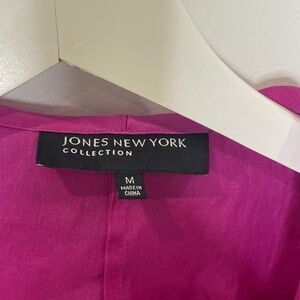 JONES NEW YORK
COLLECTION
M
MADE IN
CHINA